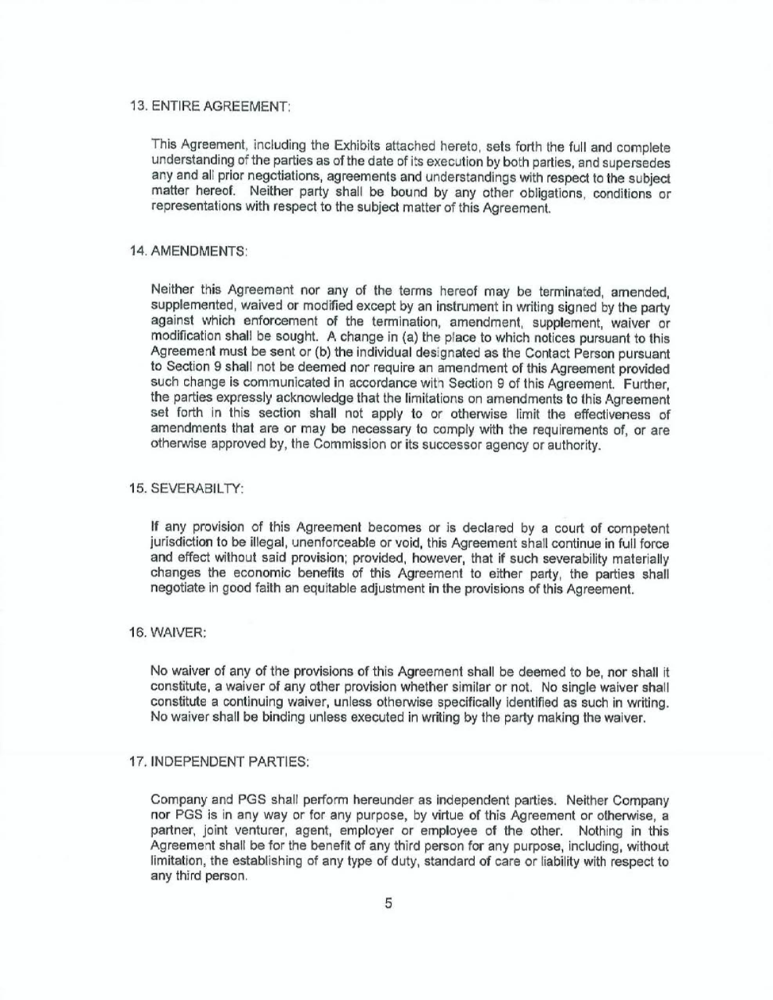 13. ENTIRE AGREEMENT:
This Agreement, including the Exhibits attached hereto, sets forth the full and complete
understanding of the parties as of the date of its execution by both parties, and supersedes
any and all prior negotiations, agreements and understandings with respect to the subject
matter hereof. Neither party shall be bound by any other obligations, conditions or
representations with respect to the subject matter of this Agreement.
14. AMENDMENTS:
Neither this Agreement nor any of the terms hereof may be terminated, amended,
supplemented, waived or modified except by an instrument in writing signed by the party
against which enforcement of the termination, amendment, supplement, waiver or
modification shall be sought. A change in (a) the place to which notices pursuant to this
Agreement must be sent or (b) the individual designated as the Contact Person pursuant
to Section 9 shall not be deemed nor require an amendment of this Agreement provided
such change is communicated in accordance with Section 9 of this Agreement. Further,
the parties expressly acknowledge that the limitations on amendments to this Agreement
set forth in this section shall not apply to or otherwise limit the effectiveness of
amendments that are or may be necessary to comply with the requirements of, or are
otherwise approved by, the Commission or its successor agency or authority.
15. SEVERABILTY:
If any provision of this Agreement becomes or is declared by a court of competent
jurisdiction to be illegal, unenforceable or void, this Agreement shall continue in full force
and effect without said provision; provided, however, that if such severability materially
changes the economic benefits of this Agreement to either party, the parties shall
negotiate in good faith an equitable adjustment in the provisions of this Agreement.
16. WAIVER:
No waiver of any of the provisions of this Agreement shall be deemed to be, nor shall it
constitute, a waiver of any other provision whether similar or not. No single waiver shall
constitute a continuing waiver, unless otherwise specifically identified as such in writing.
No waiver shall be binding unless executed in writing by the party making the waiver.
17. INDEPENDENT PARTIES:
Company and PGS shall perform hereunder as independent parties. Neither Company
nor PGS is in any way or for any purpose, by virtue of this Agreement or otherwise, a
partner, joint venturer, agent, employer or employee of the other. Nothing in this
Agreement shall be for the benefit of any third person for any purpose, including, without
limitation, the establishing of any type of duty, standard of care or liability with respect to
any third person.
5